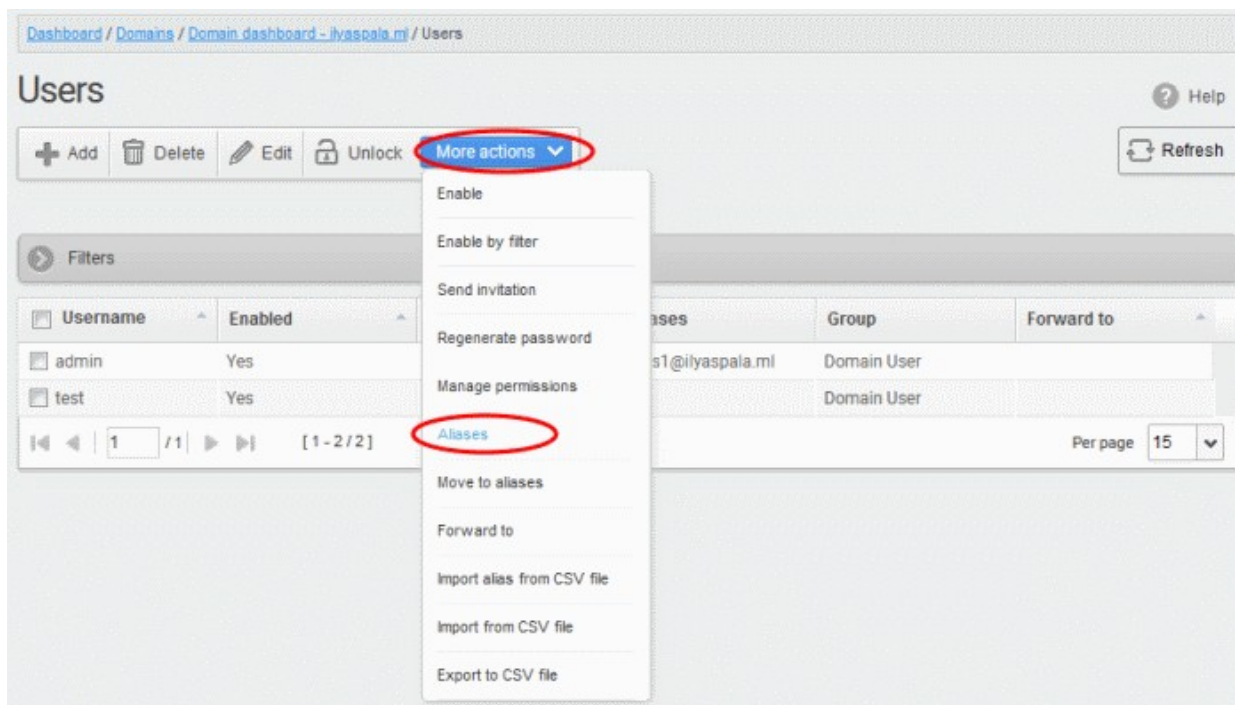 Dashboard / Domains / Domain dashboard - ilyaspala.ml / Users
Users
Help
Add
Delete
Edit
Unlock
More actions
Refresh
Enable
Enable by filter
Send invitation
Regenerate password
Manage permissions
Aliases
Move to aliases
Forward to
Import alias from CSV file
Import from CSV file
Export to CSV file
Filters
Username Enabled ases Group Forward to
admin Yes s1@ilyaspala.ml Domain User
test Yes Domain User
1 /1 [1-2/2] Per page 15